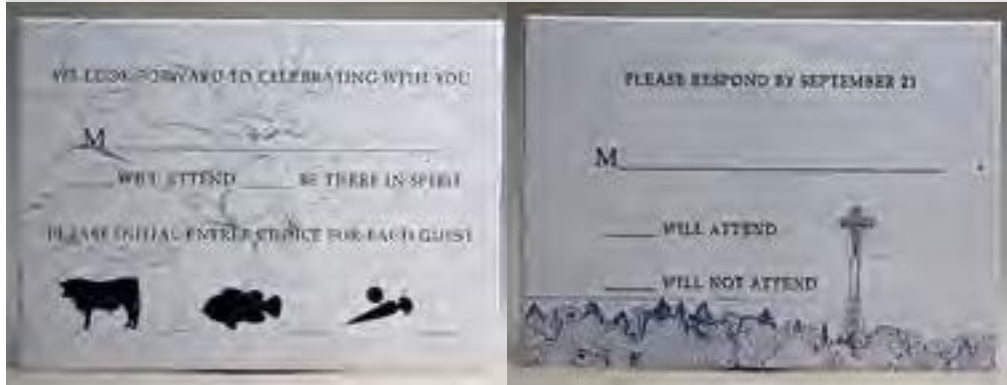 WE LOOK FORWARD TO CELEBRATING WITH YOU
M
WILL ATTEND BE THERE IN SPIRIT
PLEASE INITIAL ENTREE CHOICE FOR EACH GUEST
PLEASE RESPOND BY SEPTEMBER 21
M
WILL ATTEND
WILL NOT ATTEND